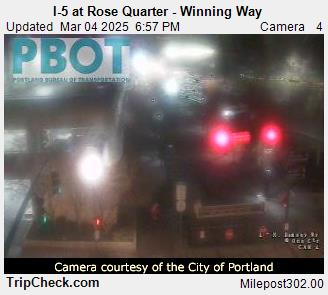 I-5 at Rose Quarter - Winning Way
Updated Mar 04 2025 6:57 PM Camera 4
PBOT
PORTLAND BUREAU OF TRANSPORTATION
Camera courtesy of the City of Portland
TripCheck.com Milepost302.00